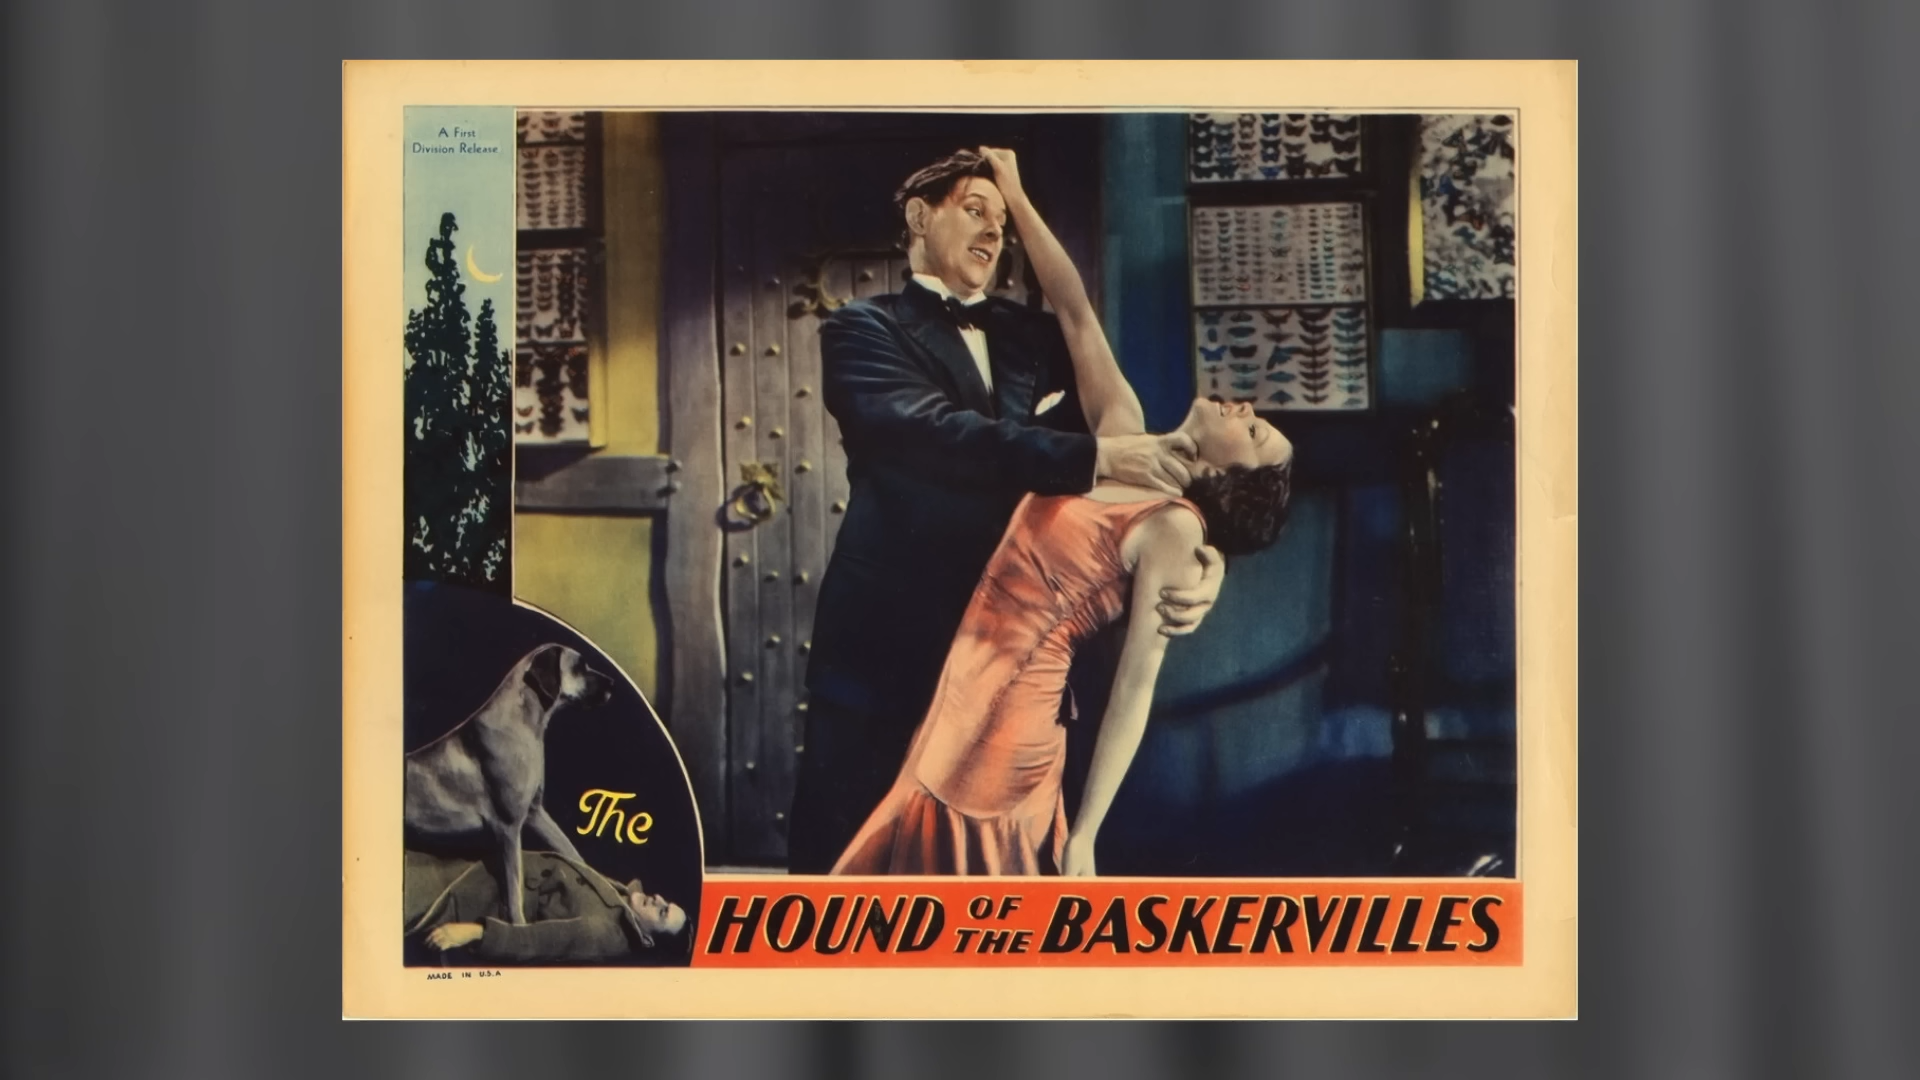 A First
Division Release
The
HOUND OF THE BASKERVILLES
MADE IN U.S.A